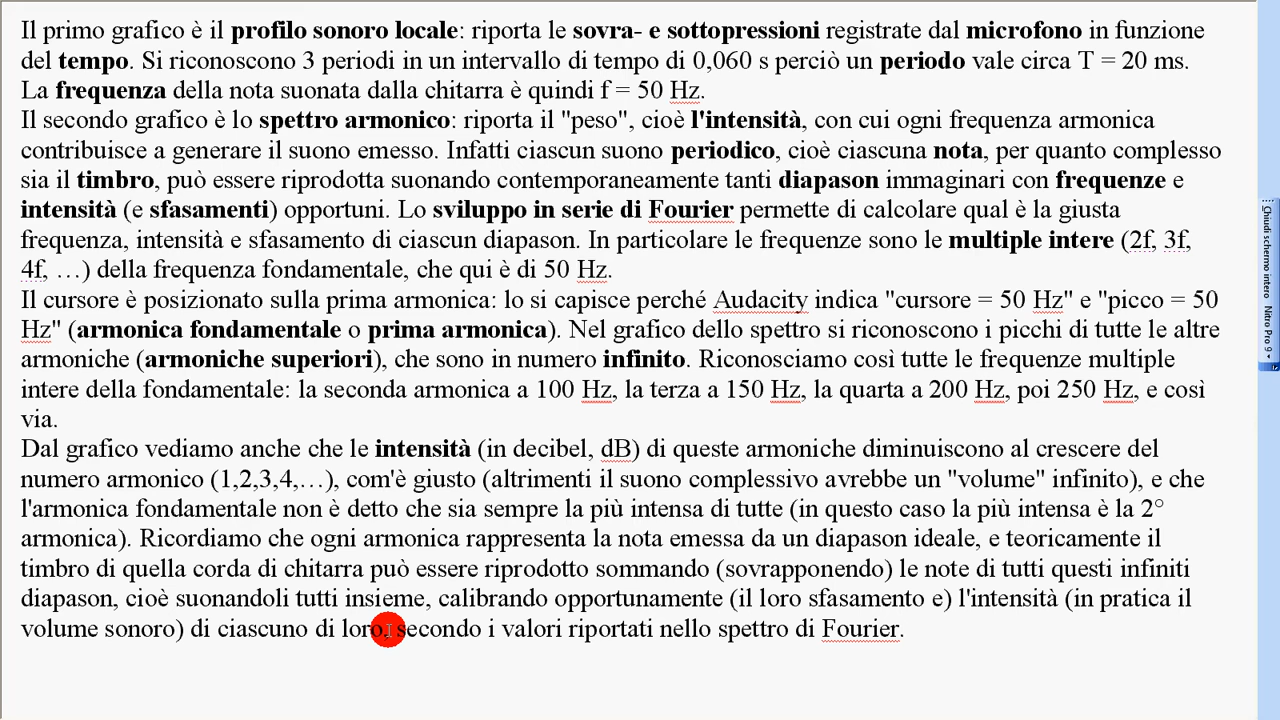 Il primo grafico è il profilo sonoro locale: riporta le sovra- e sottopressioni registrate dal microfono in funzione
del tempo. Si riconoscono 3 periodi in un intervallo di tempo di 0,060 s perciò un periodo vale circa T = 20 ms.
La frequenza della nota suonata dalla chitarra è quindi f = 50 Hz.
Il secondo grafico è lo spettro armonico: riporta il "peso", cioè l'intensità, con cui ogni frequenza armonica
contribuisce a generare il suono emesso. Infatti ciascun suono periodico, cioè ciascuna nota, per quanto complesso
sia il timbro, può essere riprodotta suonando contemporaneamente tanti diapason immaginari con frequenze e
intensità (e sfasamenti) opportuni. Lo sviluppo in serie di Fourier permette di calcolare qual è la giusta
frequenza, intensità e sfasamento di ciascun diapason. In particolare le frequenze sono le multiple intere (2f, 3f,
4f, …) della frequenza fondamentale, che qui è di 50 Hz.
Il cursore è posizionato sulla prima armonica: lo si capisce perché Audacity indica "cursore = 50 Hz" e "picco = 50
Hz" (armonica fondamentale o prima armonica). Nel grafico dello spettro si riconoscono i picchi di tutte le altre
armoniche (armoniche superiori), che sono in numero infinito. Riconosciamo così tutte le frequenze multiple
intere della fondamentale: la seconda armonica a 100 Hz, la terza a 150 Hz, la quarta a 200 Hz, poi 250 Hz, e così
via.
Dal grafico vediamo anche che le intensità (in decibel, dB) di queste armoniche diminuiscono al crescere del
numero armonico (1,2,3,4,…), com'è giusto (altrimenti il suono complessivo avrebbe un "volume" infinito), e che
l'armonica fondamentale non è detto che sia sempre la più intensa di tutte (in questo caso la più intensa è la 2°
armonica). Ricordiamo che ogni armonica rappresenta la nota emessa da un diapason ideale, e teoricamente il
timbro di quella corda di chitarra può essere riprodotto sommando (sovrapponendo) le note di tutti questi infiniti
diapason, cioè suonandoli tutti insieme, calibrando opportunamente (il loro sfasamento e) l'intensità (in pratica il
volume sonoro) di ciascuno di loro, secondo i valori riportati nello spettro di Fourier.
Chiudi schermo intero
Nitro Pro 9